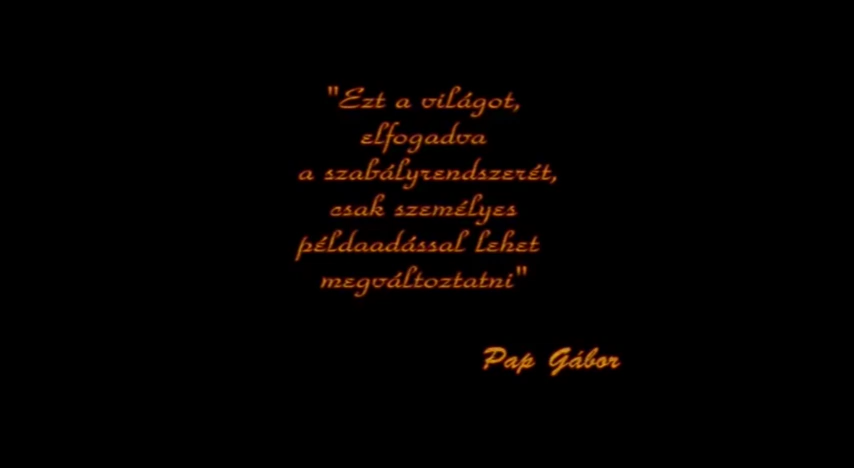 "Ezt a világot,
elfogadva
a szabályrendszerét,
csak személyes
példaadással lehet
megváltoztatni"
Pap Gábor